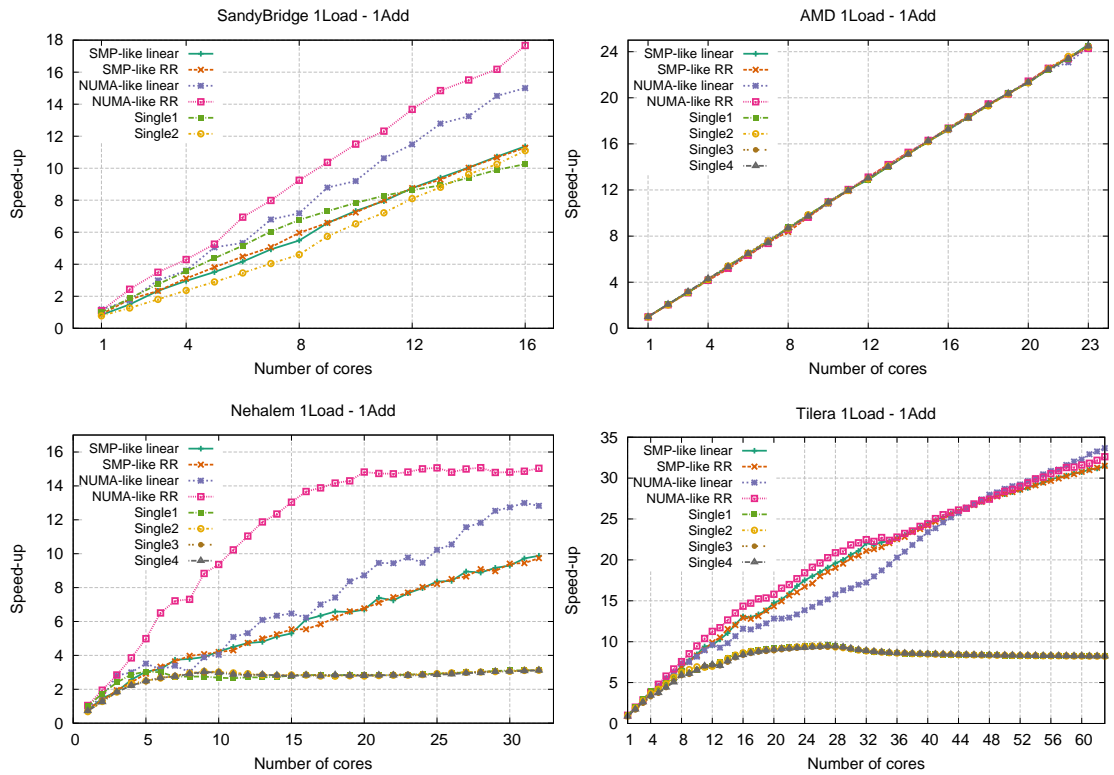 SandyBridge 1Load - 1Add
18
16
14
12
10
8
6
4
2
0
Speed-up
SMP-like linear
SMP-like RR
NUMA-like linear
NUMA-like RR
Single1
Single2
1 4 8 12 16
Number of cores
AMD 1Load - 1Add
24
20
16
12
8
4
0
Speed-up
SMP-like linear
SMP-like RR
NUMA-like linear
NUMA-like RR
Single1
Single2
Single3
Single4
1 4 8 12 16 20 23
Number of cores
Nehalem 1Load - 1Add
16
14
12
10
8
6
4
2
0
Speed-up
SMP-like linear
SMP-like RR
NUMA-like linear
NUMA-like RR
Single1
Single2
Single3
Single4
0 5 10 15 20 25 30
Number of cores
Tilera 1Load - 1Add
35
30
25
20
15
10
5
0
Speed-up
SMP-like linear
SMP-like RR
NUMA-like linear
NUMA-like RR
Single1
Single2
Single3
Single4
1 4 8 12 16 20 24 28 32 36 40 44 48 52 56 60
Number of cores